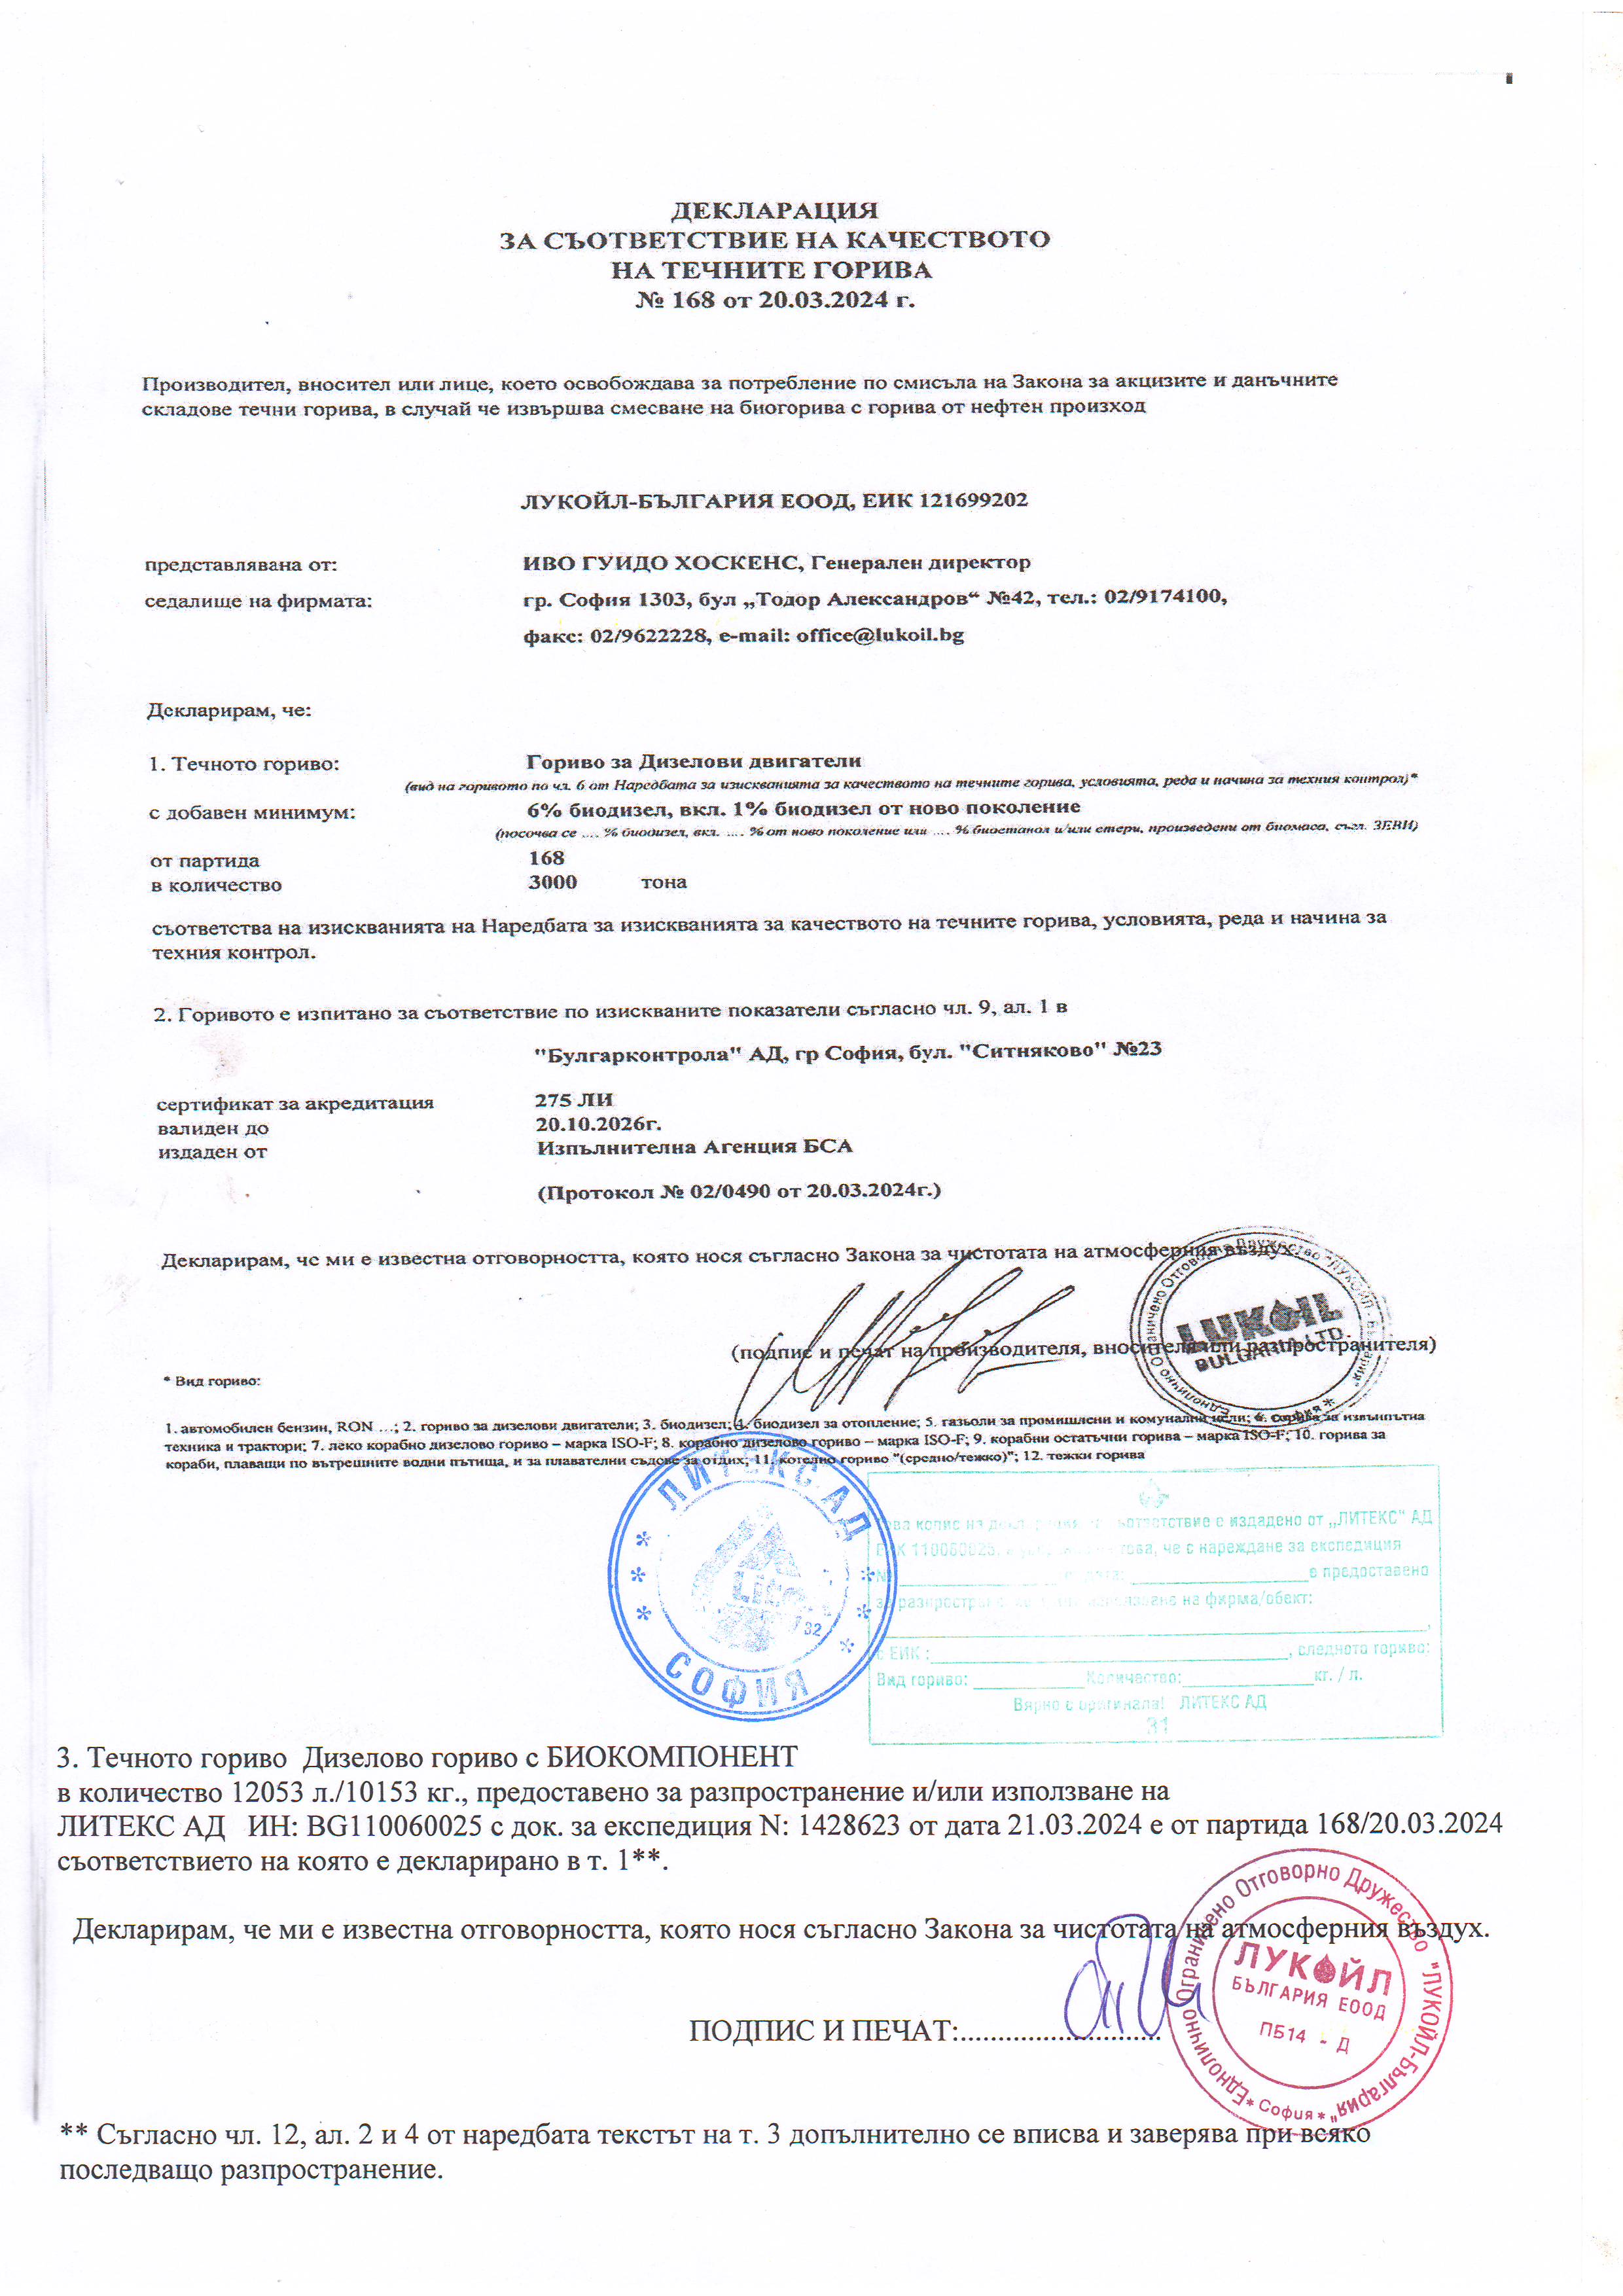 ДЕКЛАРАЦИЯ
ЗА СЪОТВЕТСТВИЕ НА КАЧЕСТВОТО
НА ТЕЧНИТЕ ГОРИВА
№ 168 от 20.03.2024 г.
Производител, вносител или лице, което освобождава за потребление по смисъла на Закона за акцизите и данъчните
складове течни горива, в случай че извършва смесване на биогорива с горива от нефтен произход
ЛУКОЙЛ-БЪЛГАРИЯ ЕООД, ЕИК 121699202
представлявана от: ИВО ГУИДО ХОСКЕНС, Генерален директор
седалище на фирмата: гр. София 1303, бул „Тодор Александров“ №42, тел.: 02/9174100,
факс: 02/9622228, e-mail: office@lukoil.bg
Декларирам, че:
1. Течното гориво: Гориво за Дизелови двигатели
(вид на горивото по чл. 6 от Наредбата за изискванията за качеството на течните горива, условията, реда и начина за техния контрол)*
с добавен минимум: 6% биодизел, вкл. 1% биодизел от ново поколение
(посочва се .... % биодизел, вкл. .... % от ново поколение или .... % биоетанол и/или етери, произведени от биомаса, съгл. ЗЕВИ)
от партида 168
в количество 3000 тона
съответства на изискванията на Наредбата за изискванията за качеството на течните горива, условията, реда и начина за
техния контрол.
2. Горивото е изпитано за съответствие по изискваните показатели съгласно чл. 9, ал. 1 в
"Булгарконтрола" АД, гр София, бул. "Ситняково" №23
сертификат за акредитация 275 ЛИ
валиден до 20.10.2026г.
издаден от Изпълнителна Агенция БСА
(Протокол № 02/0490 от 20.03.2024г.)
Декларирам, че ми е известна отговорността, която нося съгласно Закона за чистотата на атмосферния въздух.
Еднолично Ограничено Отговорно Дружество "ЛУКОЙЛ - България"
LUKOIL
BULGARIA LTD.
(подпис и печат на производителя, вносителя или разпространителя)
* Вид гориво:
1. автомобилен бензин, RON ...; 2. гориво за дизелови двигатели; 3. биодизел; 4. биодизел за отопление; 5. газьоли за промишлени и комунални цели; 6. горива за извънпътна
техника и трактори; 7. леко корабно дизелово гориво – марка ISO-F; 8. корабно дизелово гориво – марка ISO-F; 9. корабни остатъчни горива – марка ISO-F; 10. горива за
кораби, плаващи по вътрешните водни пътища, и за плавателни съдове за отдих; 11. котелно гориво "(средно/тежко)"; 12. тежки горива
ЛИТЕКС АД
СОФИЯ
копие на съответствие е издадено от „ЛИТЕКС" АД
110060025, че с нареждане за експедиция
е предоставено
на фирма/обект:
с ЕИК :, следното гориво:
Вид гориво: Количество: кг. / л.
Вярно с оригинала! ЛИТЕКС АД
31
3. Течното гориво Дизелово гориво с БИОКОМПОНЕНТ
в количество 12053 л./10153 кг., предоставено за разпространение и/или използване на
ЛИТЕКС АД ИН: BG110060025 с док. за експедиция N: 1428623 от дата 21.03.2024 е от партида 168/20.03.2024
съответствието на която е декларирано в т. 1**.
Декларирам, че ми е известна отговорността, която нося съгласно Закона за чистотата на атмосферния въздух.
Еднолично Ограничено Отговорно Дружество "ЛУКОЙЛ-България"
ЛУКОЙЛ
БЪЛГАРИЯ ЕООД
ПБ14 - Д
* София *
ПОДПИС И ПЕЧАТ:...........................
** Съгласно чл. 12, ал. 2 и 4 от наредбата текстът на т. 3 допълнително се вписва и заверява при всяко
последващо разпространение.